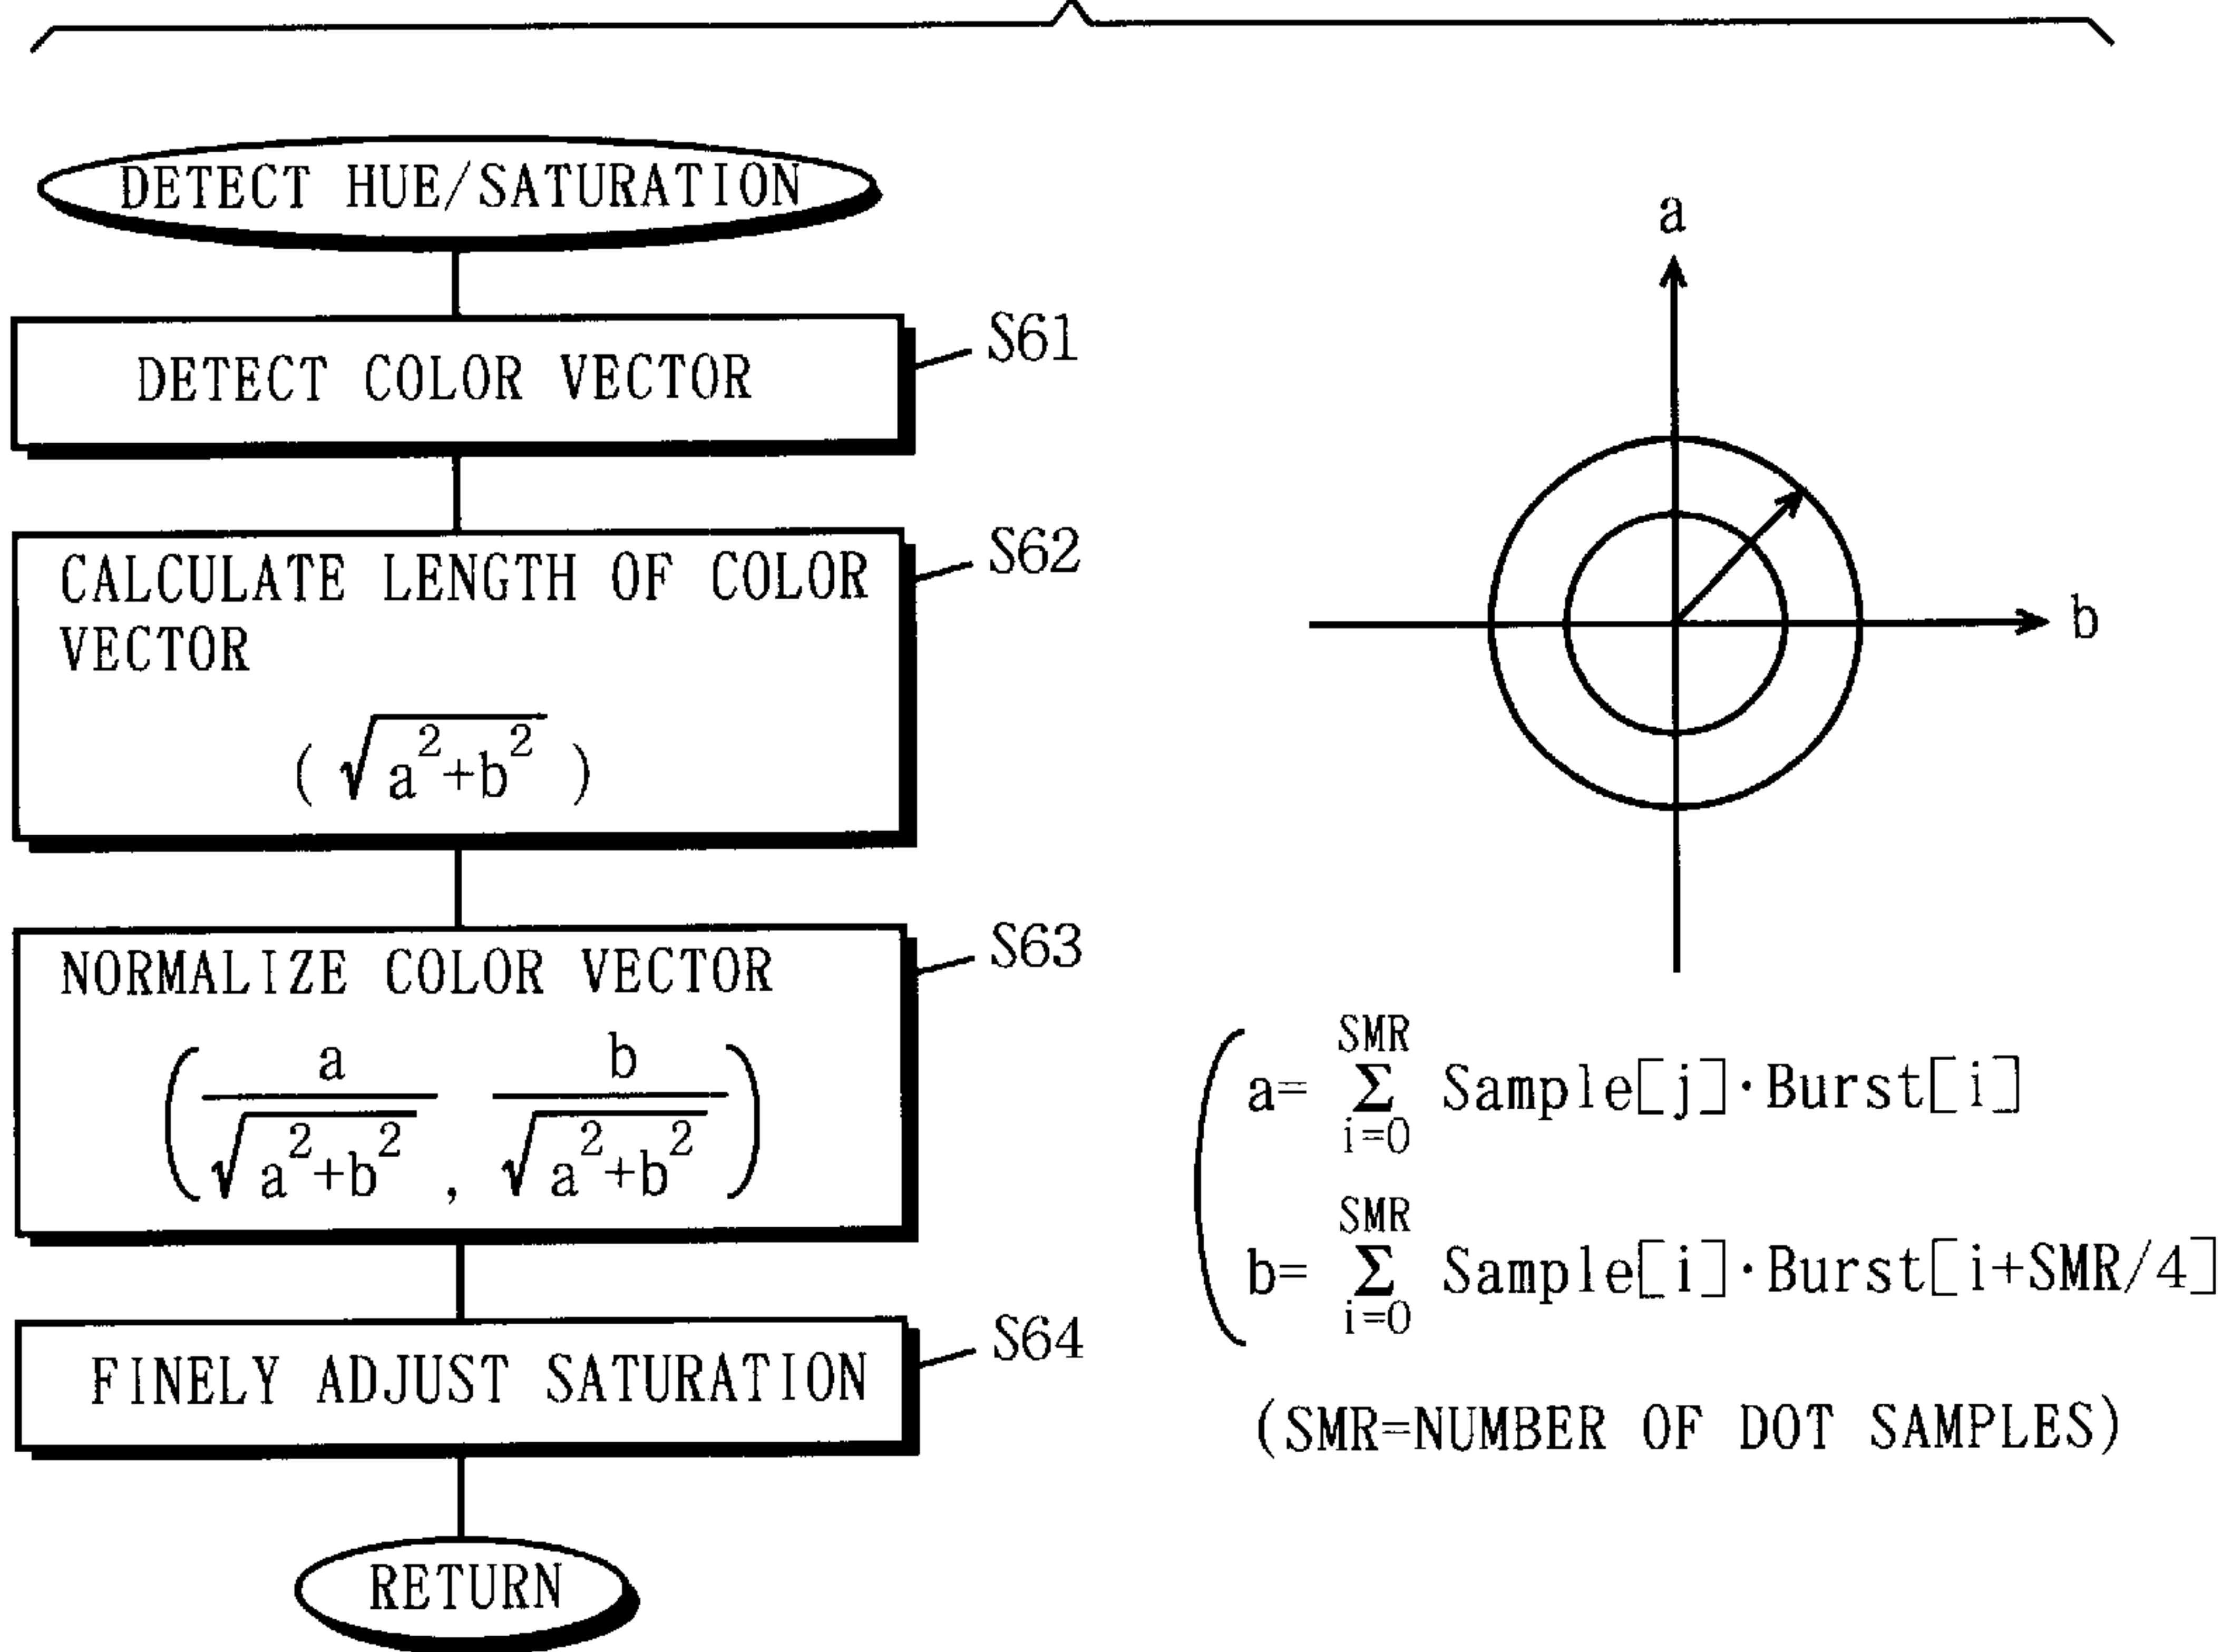 DETECT HUE/SATURATION
S61
DETECT COLOR VECTOR
S62
CALCULATE LENGTH OF COLOR
VECTOR
(√a²+b²)
S63
NORMALIZE COLOR VECTOR
(a/√a²+b², b/√a²+b²)
S64
FINELY ADJUST SATURATION
RETURN
a
b
SMR
a= Σ Sample[j]·Burst[i]
i=0
SMR
b= Σ Sample[i]·Burst[i+SMR/4]
i=0
(SMR=NUMBER OF DOT SAMPLES)